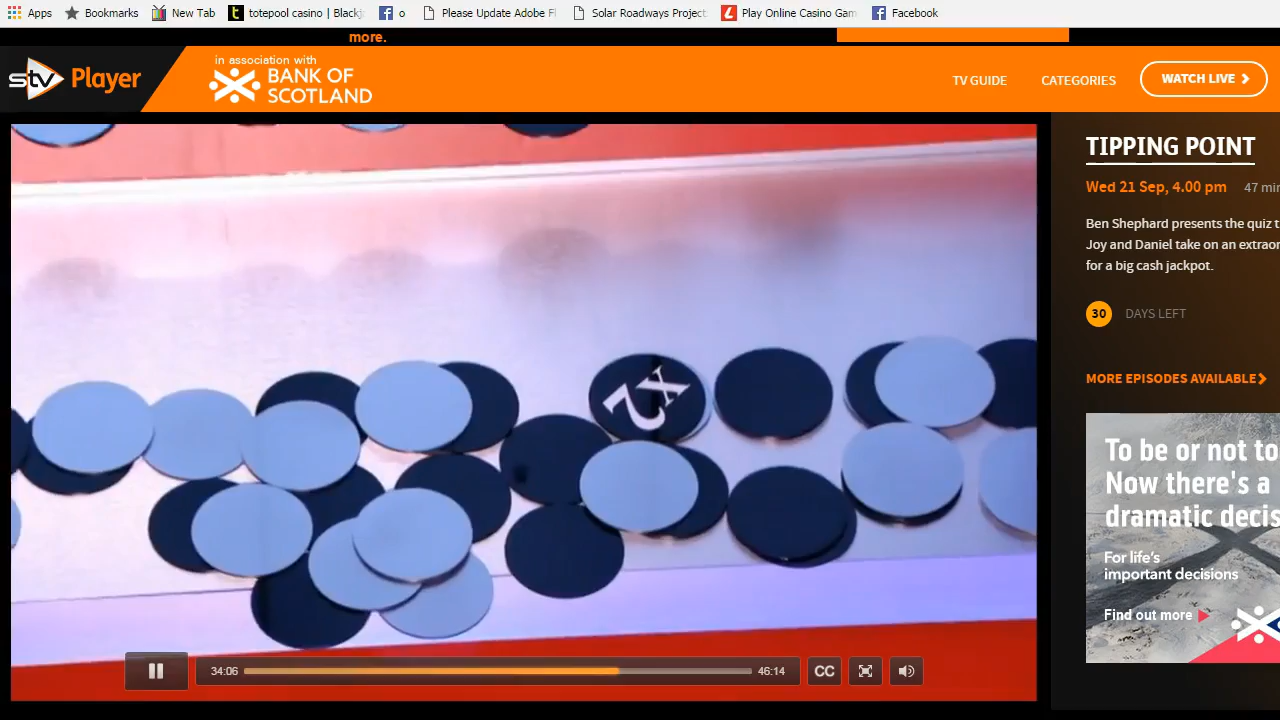 Apps Bookmarks New Tab totepool casino | Blackj o Please Update Adobe Fl Solar Roadways Project. Play Online Casino Gam Facebook
more.
stv Player
in association with
BANK OF
SCOTLAND
TV GUIDE CATEGORIES WATCH LIVE
TIPPING POINT
Wed 21 Sep, 4.00 pm 47 min
Ben Shephard presents the quiz t
Joy and Daniel take on an extraor
for a big cash jackpot.
30 DAYS LEFT
MORE EPISODES AVAILABLE
x2
To be or not to
Now there's a
dramatic decis
For life's
important decisions
Find out more
34:06 46:14 CC